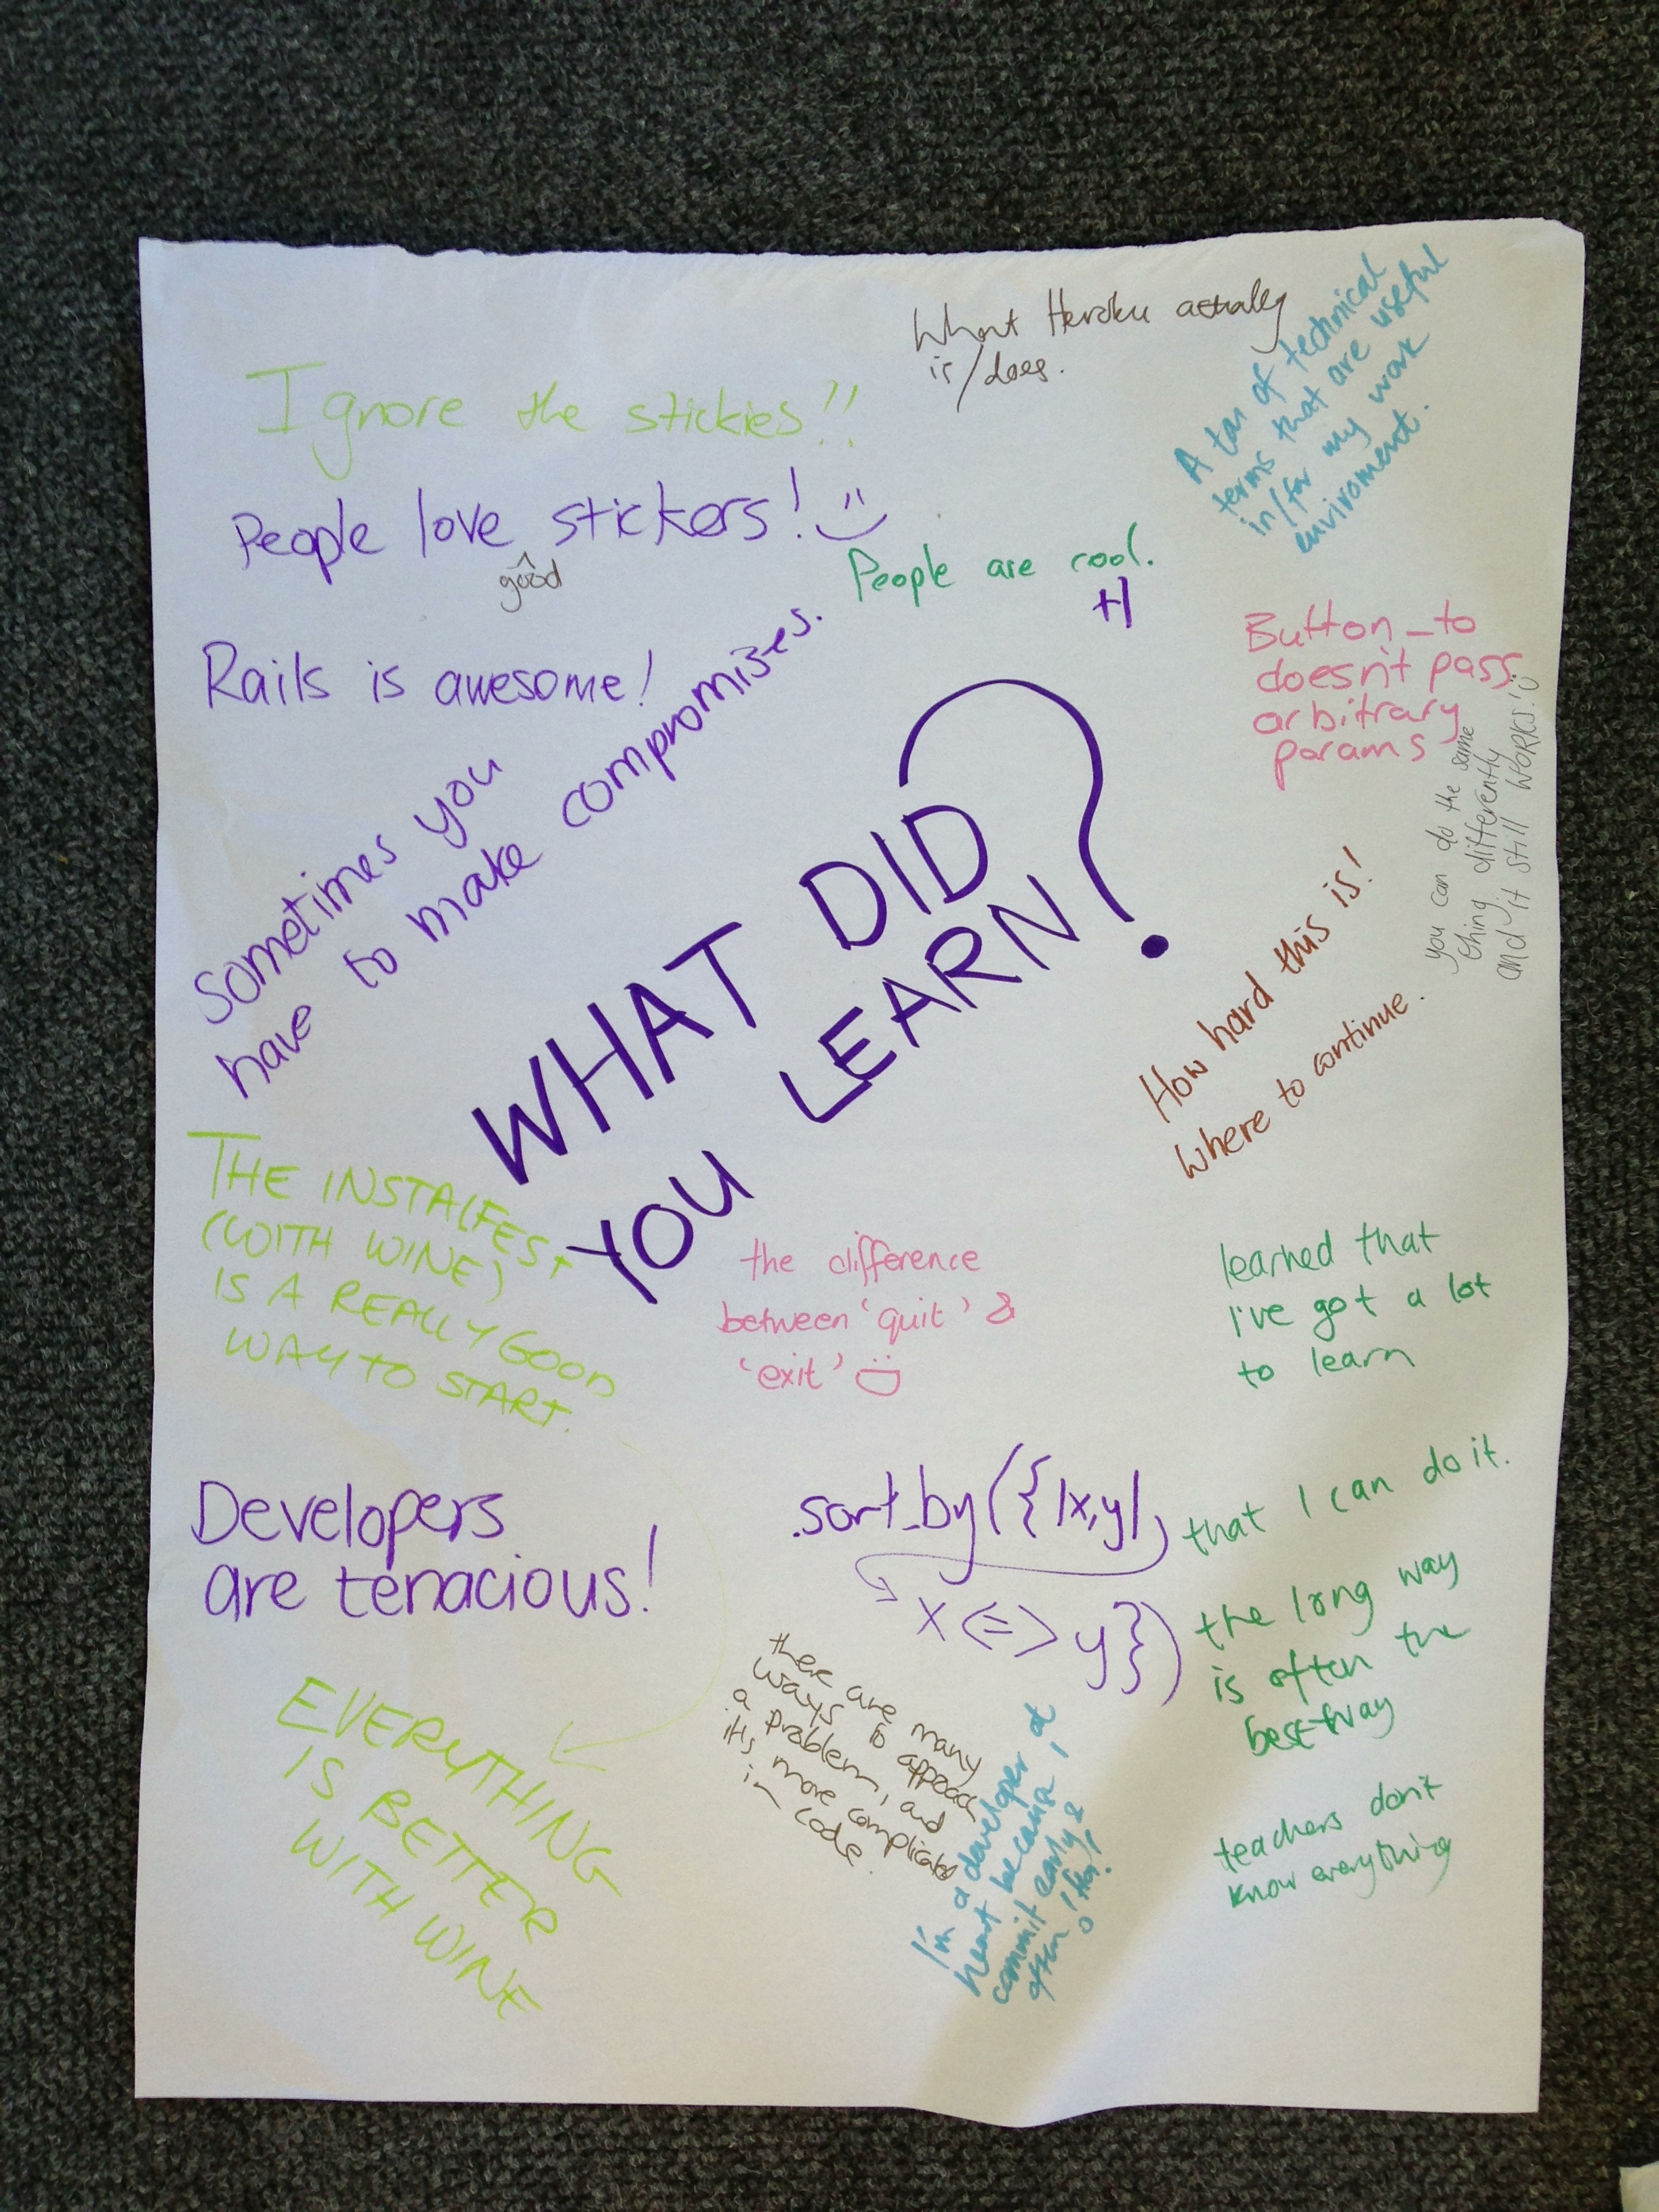 What Heroku actually
is/does.
A ton of technical
terms that are useful
in/for my work
enviroment.
Ignore the stickies!!
People love stickers!
good
People are cool.
+1
Rails is awesome!
Button_to
doesn't pass
arbitrary
params
Sometimes you
have to make compromises.
you can do the same
thing differently
and it still WORKS!
WHAT DID
YOU LEARN?
How hard this is!
Where to continue.
THE INSTALFEST
(WITH WINE)
IS A REALLY GOOD
WAY TO START.
the difference
between 'quit' &
'exit'
learned that
I've got a lot
to learn
Developers
are tenacious!
.sort_by({|x,y|
x <=> y})
that I can do it.
the long way
is often the
best way
EVERYTHING
IS BETTER
WITH WINE
there are many
ways to approach
a problem, and
it's more complicated
in code.
I'm a developer at
heart because I
commit early &
often!
teachers don't
know everything